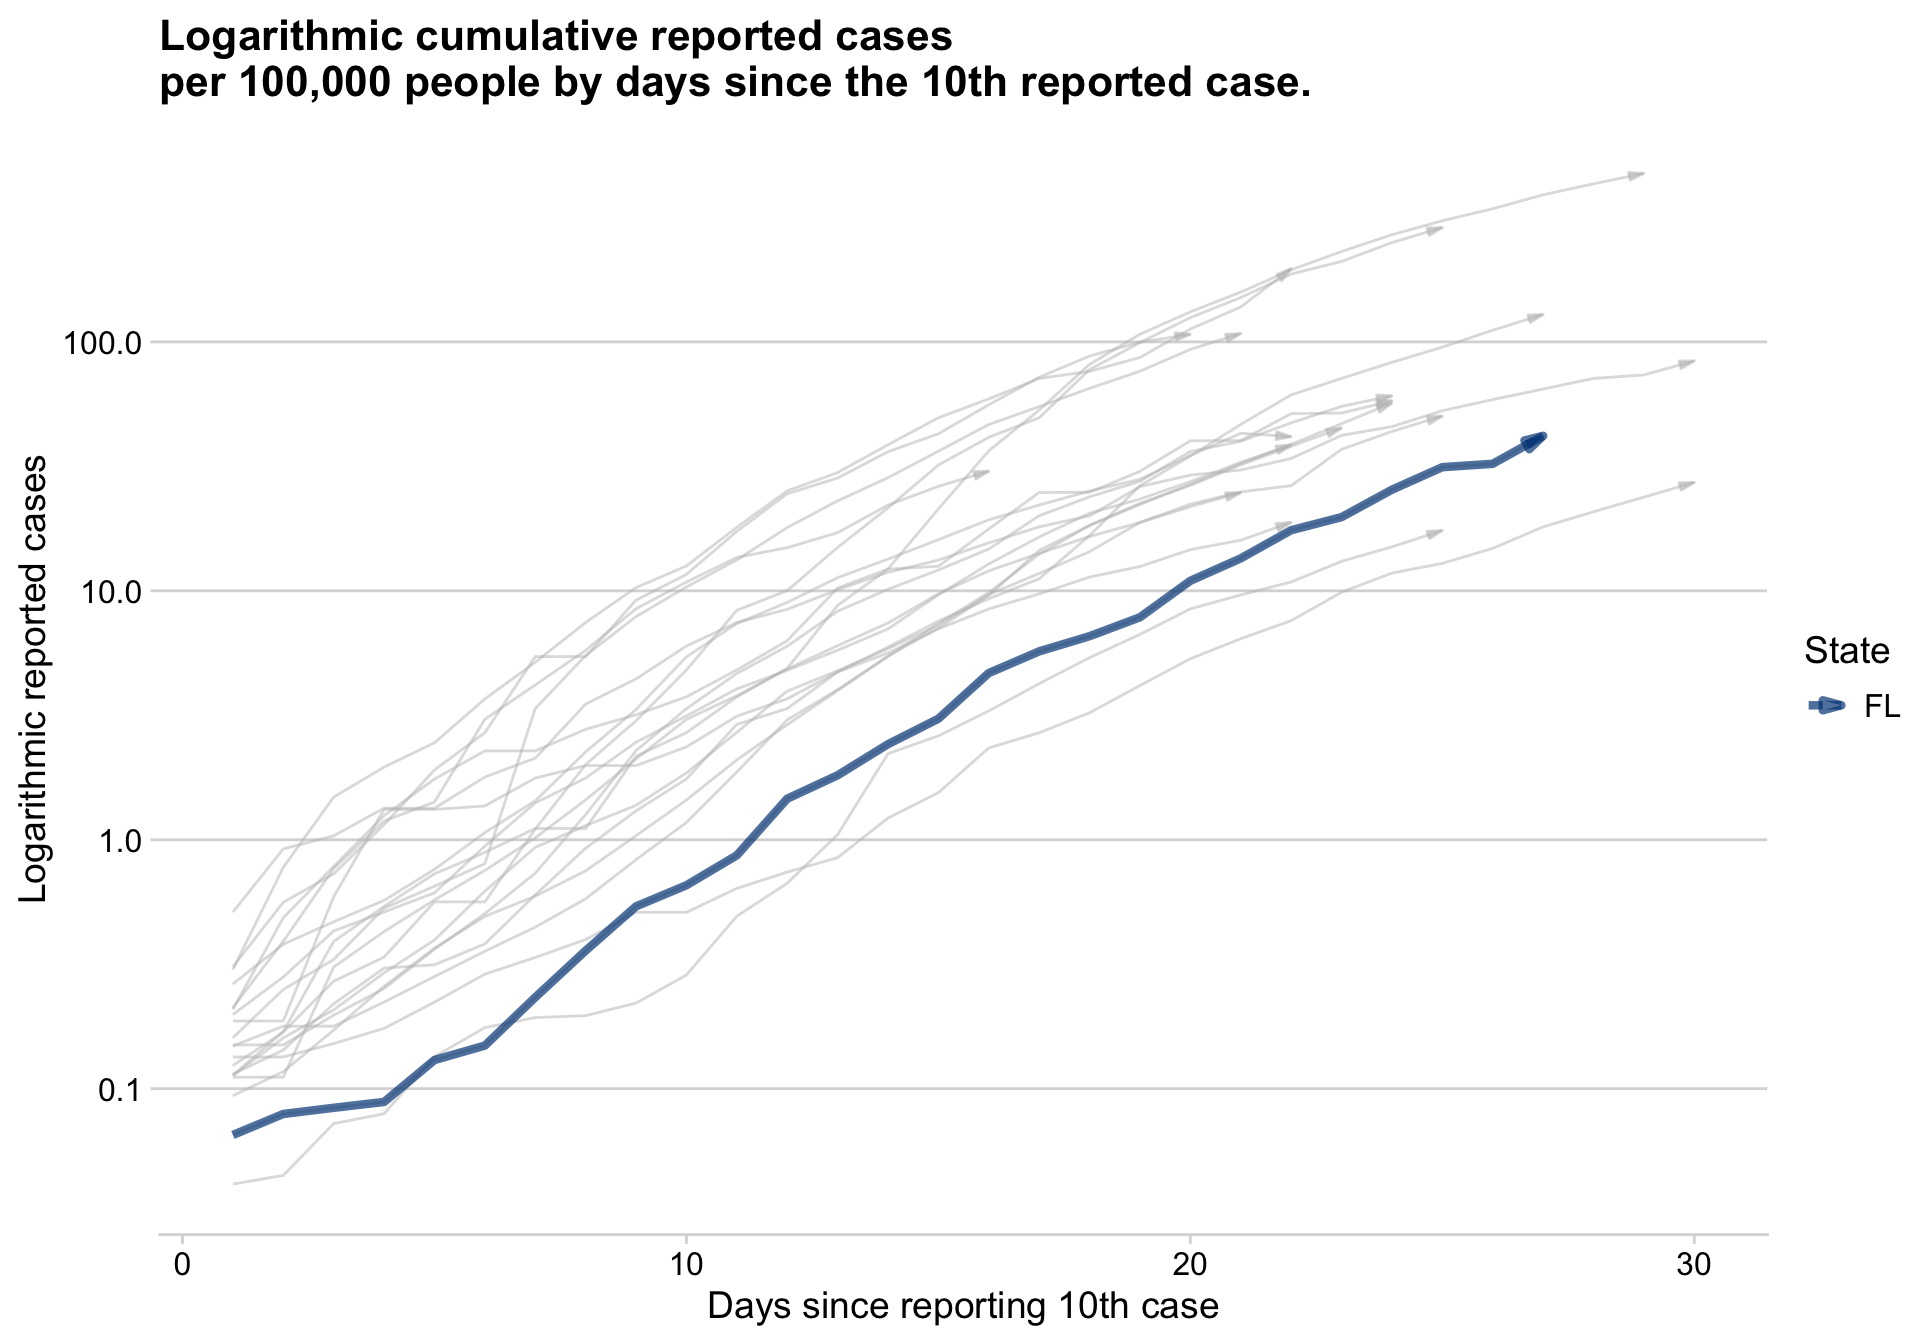 Logarithmic cumulative reported cases
per 100,000 people by days since the 10th reported case.
Logarithmic reported cases
100.0
10.0
1.0
0.1
0
10
20
30
Days since reporting 10th case
State
FL